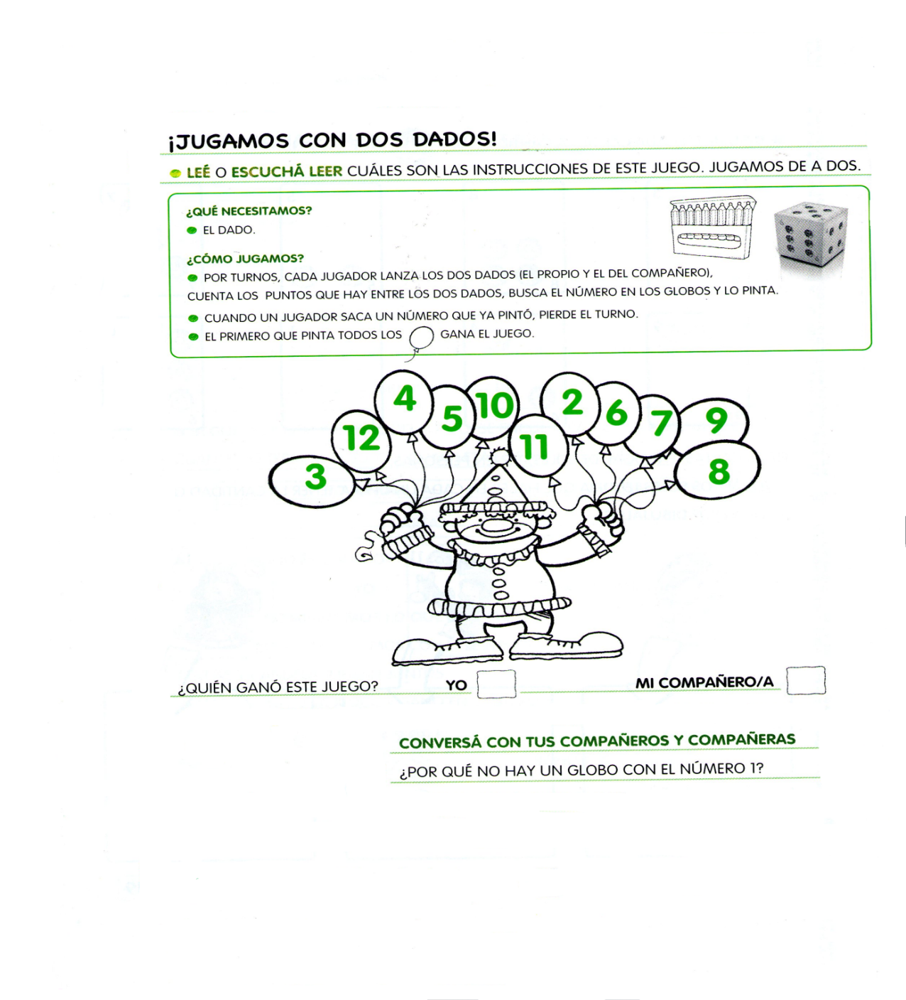 ¡JUGAMOS CON DOS DADOS!
LEÉ O ESCUCHÁ LEER CUÁLES SON LAS INSTRUCCIONES DE ESTE JUEGO. JUGAMOS DE A DOS.
¿QUÉ NECESITAMOS?
EL DADO.
¿CÓMO JUGAMOS?
POR TURNOS, CADA JUGADOR LANZA LOS DOS DADOS (EL PROPIO Y EL DEL COMPAÑERO),
CUENTA LOS PUNTOS QUE HAY ENTRE LOS DOS DADOS, BUSCA EL NÚMERO EN LOS GLOBOS Y LO PINTA.
CUANDO UN JUGADOR SACA UN NÚMERO QUE YA PINTÓ, PIERDE EL TURNO.
EL PRIMERO QUE PINTA TODOS LOS GANA EL JUEGO.
3
12
4
5
10
11
2
6
7
9
8
¿QUIÉN GANÓ ESTE JUEGO? YO MI COMPAÑERO/A
CONVERSÁ CON TUS COMPAÑEROS Y COMPAÑERAS
¿POR QUÉ NO HAY UN GLOBO CON EL NÚMERO 1?